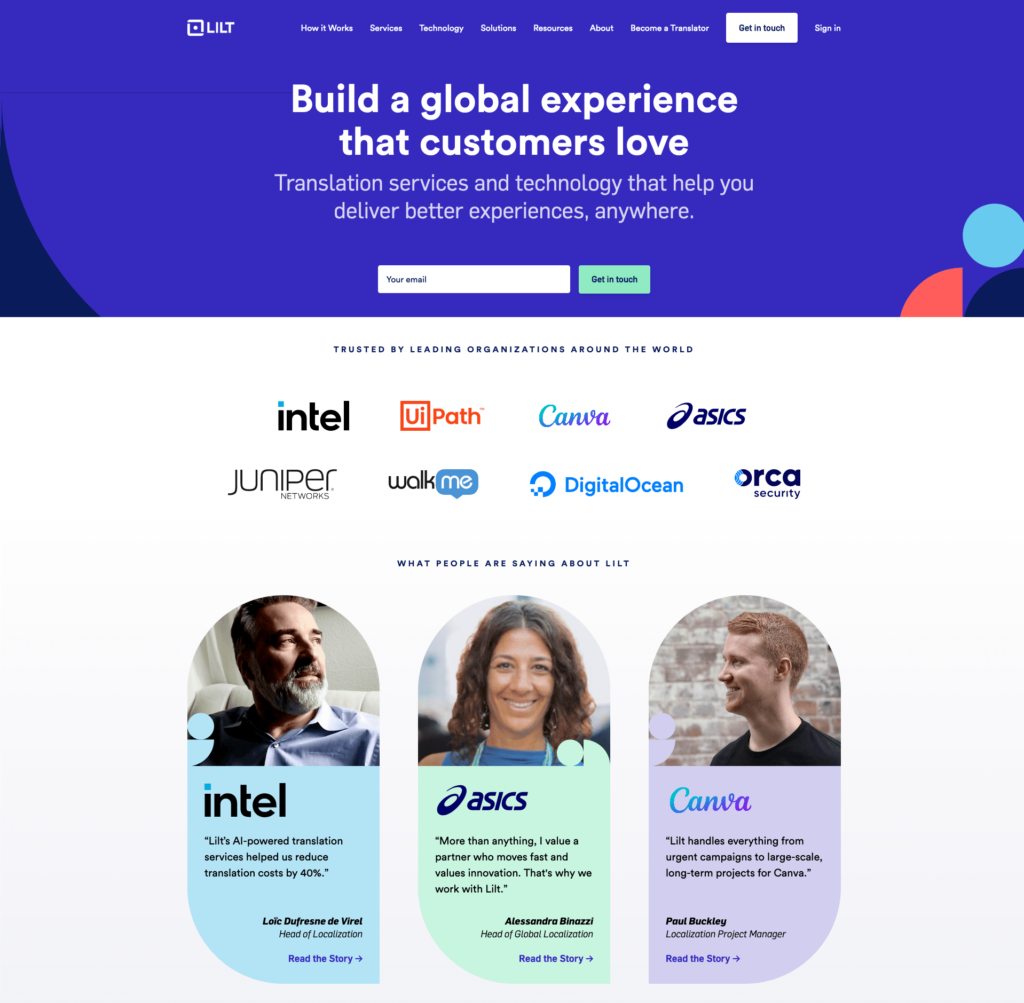 LILT
How it Works Services Technology Solutions Resources About Become a Translator Get in touch Sign in
Build a global experience
that customers love
Translation services and technology that help you
deliver better experiences, anywhere.
Your email
Get in touch
TRUSTED BY LEADING ORGANIZATIONS AROUND THE WORLD
intel
UiPath™
Canva
asics
JUNIPER
NETWORKS
walkme
DigitalOcean
orca
security
WHAT PEOPLE ARE SAYING ABOUT LILT
intel
“Lilt's AI-powered translation
services helped us reduce
translation costs by 40%.”
Loïc Dufresne de Virel
Head of Localization
Read the Story →
asics
“More than anything, I value a
partner who moves fast and
values innovation. That's why we
work with Lilt.”
Alessandra Binazzi
Head of Global Localization
Read the Story →
Canva
“Lilt handles everything from
urgent campaigns to large-scale,
long-term projects for Canva.”
Paul Buckley
Localization Project Manager
Read the Story →